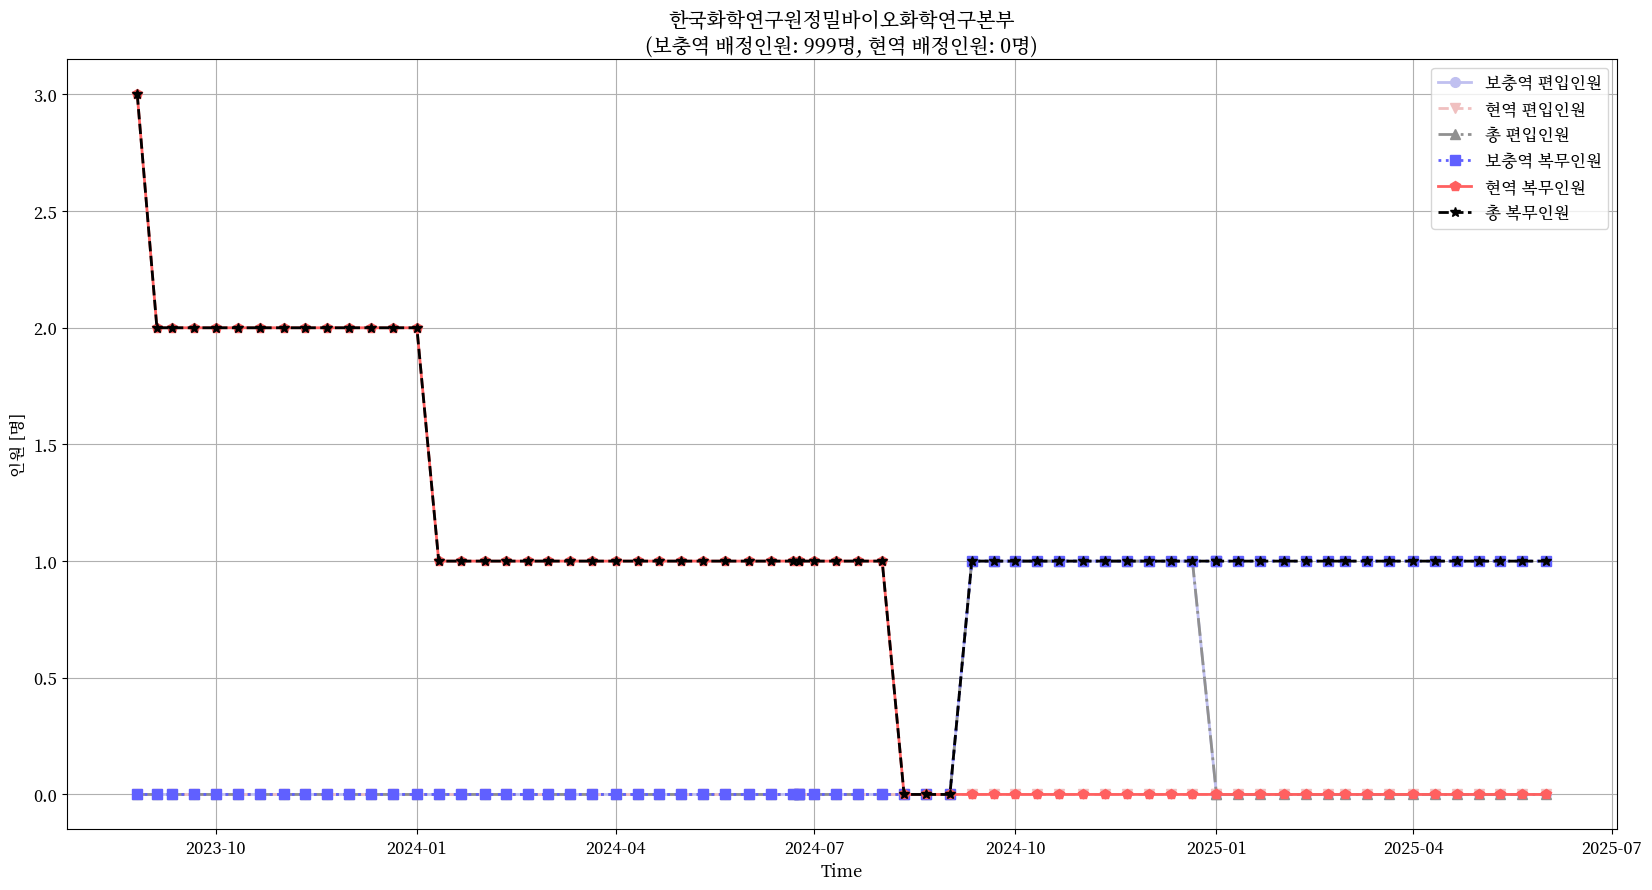 한국화학연구원정밀바이오화학연구본부
(보충역 배정인원: 999명, 현역 배정인원: 0명)
보충역 편입인원
현역 편입인원
총 편입인원
보충역 복무인원
현역 복무인원
총 복무인원
인원 [명]
3.0
2.5
2.0
1.5
1.0
0.5
0.0
2023-10
2024-01
2024-04
2024-07
2024-10
2025-01
2025-04
2025-07
Time